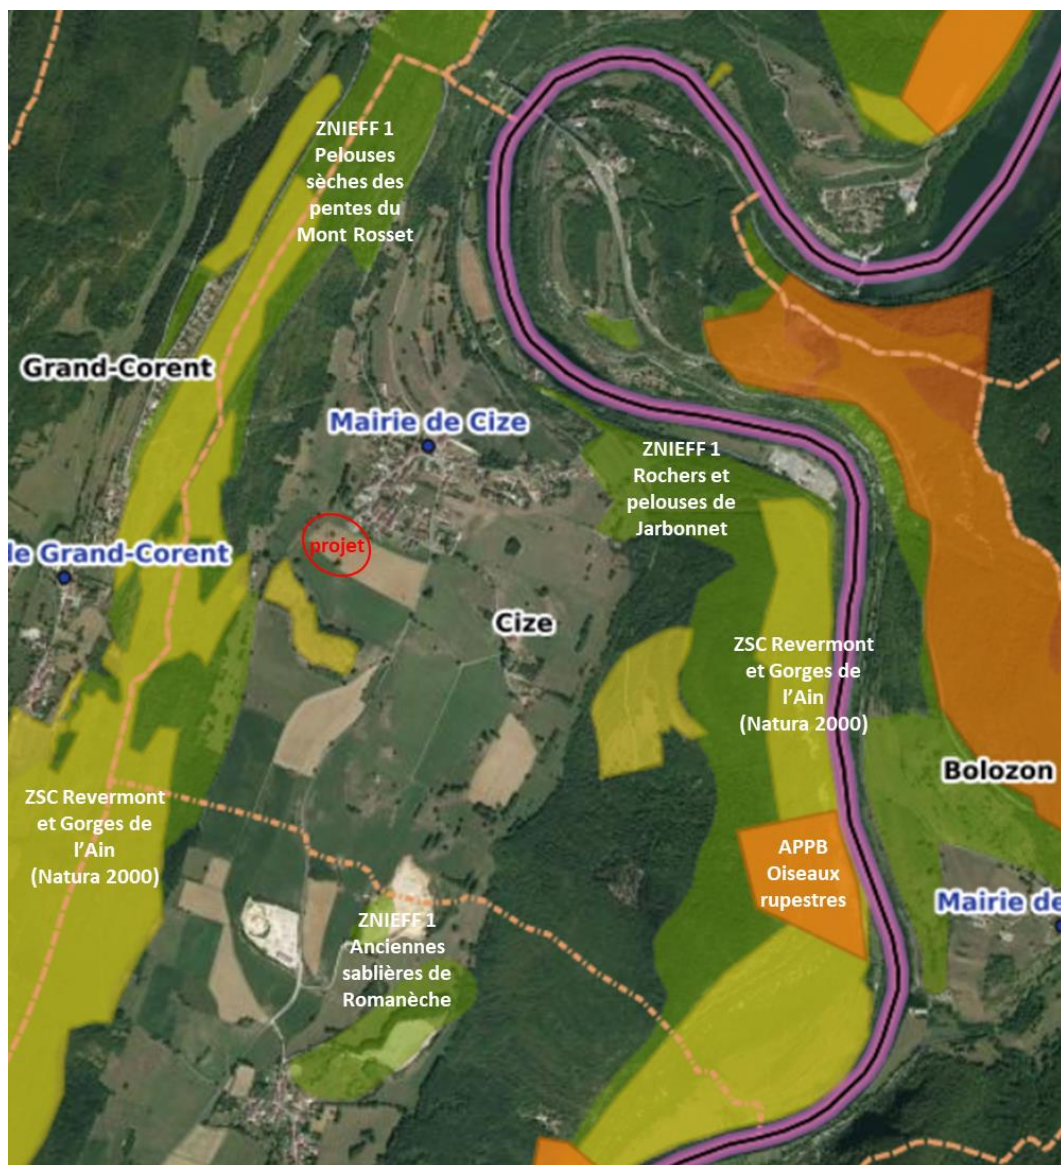 ZNIEFF 1
Pelouses
sèches des
pentes du
Mont Rosset
Grand-Corent
Mairie de Cize
ZNIEFF 1
Rochers et
pelouses de
Jarbonnet
projet
le Grand-Corent
Cize
ZSC Revermont
et Gorges de
l’Ain
(Natura 2000)
Bolozon
ZSC Revermont
et Gorges de
l’Ain
(Natura 2000)
APPB
Oiseaux
rupestres
Mairie de
ZNIEFF 1
Anciennes
sablières de
Romanèche